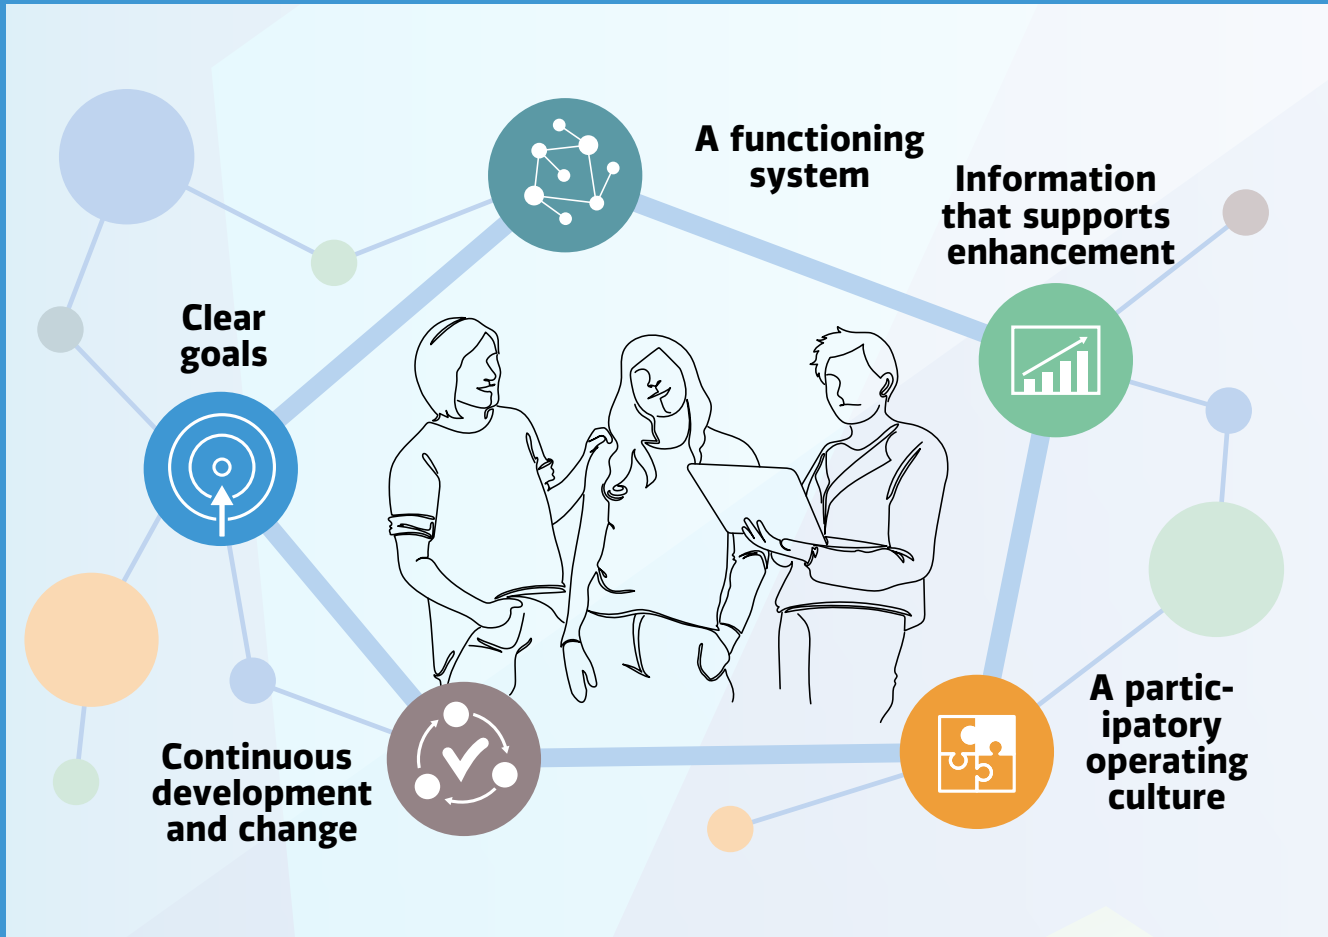 A functioning
system
Information
that supports
enhancement
Clear
goals
A partic-
ipatory
operating
culture
Continuous
development
and change